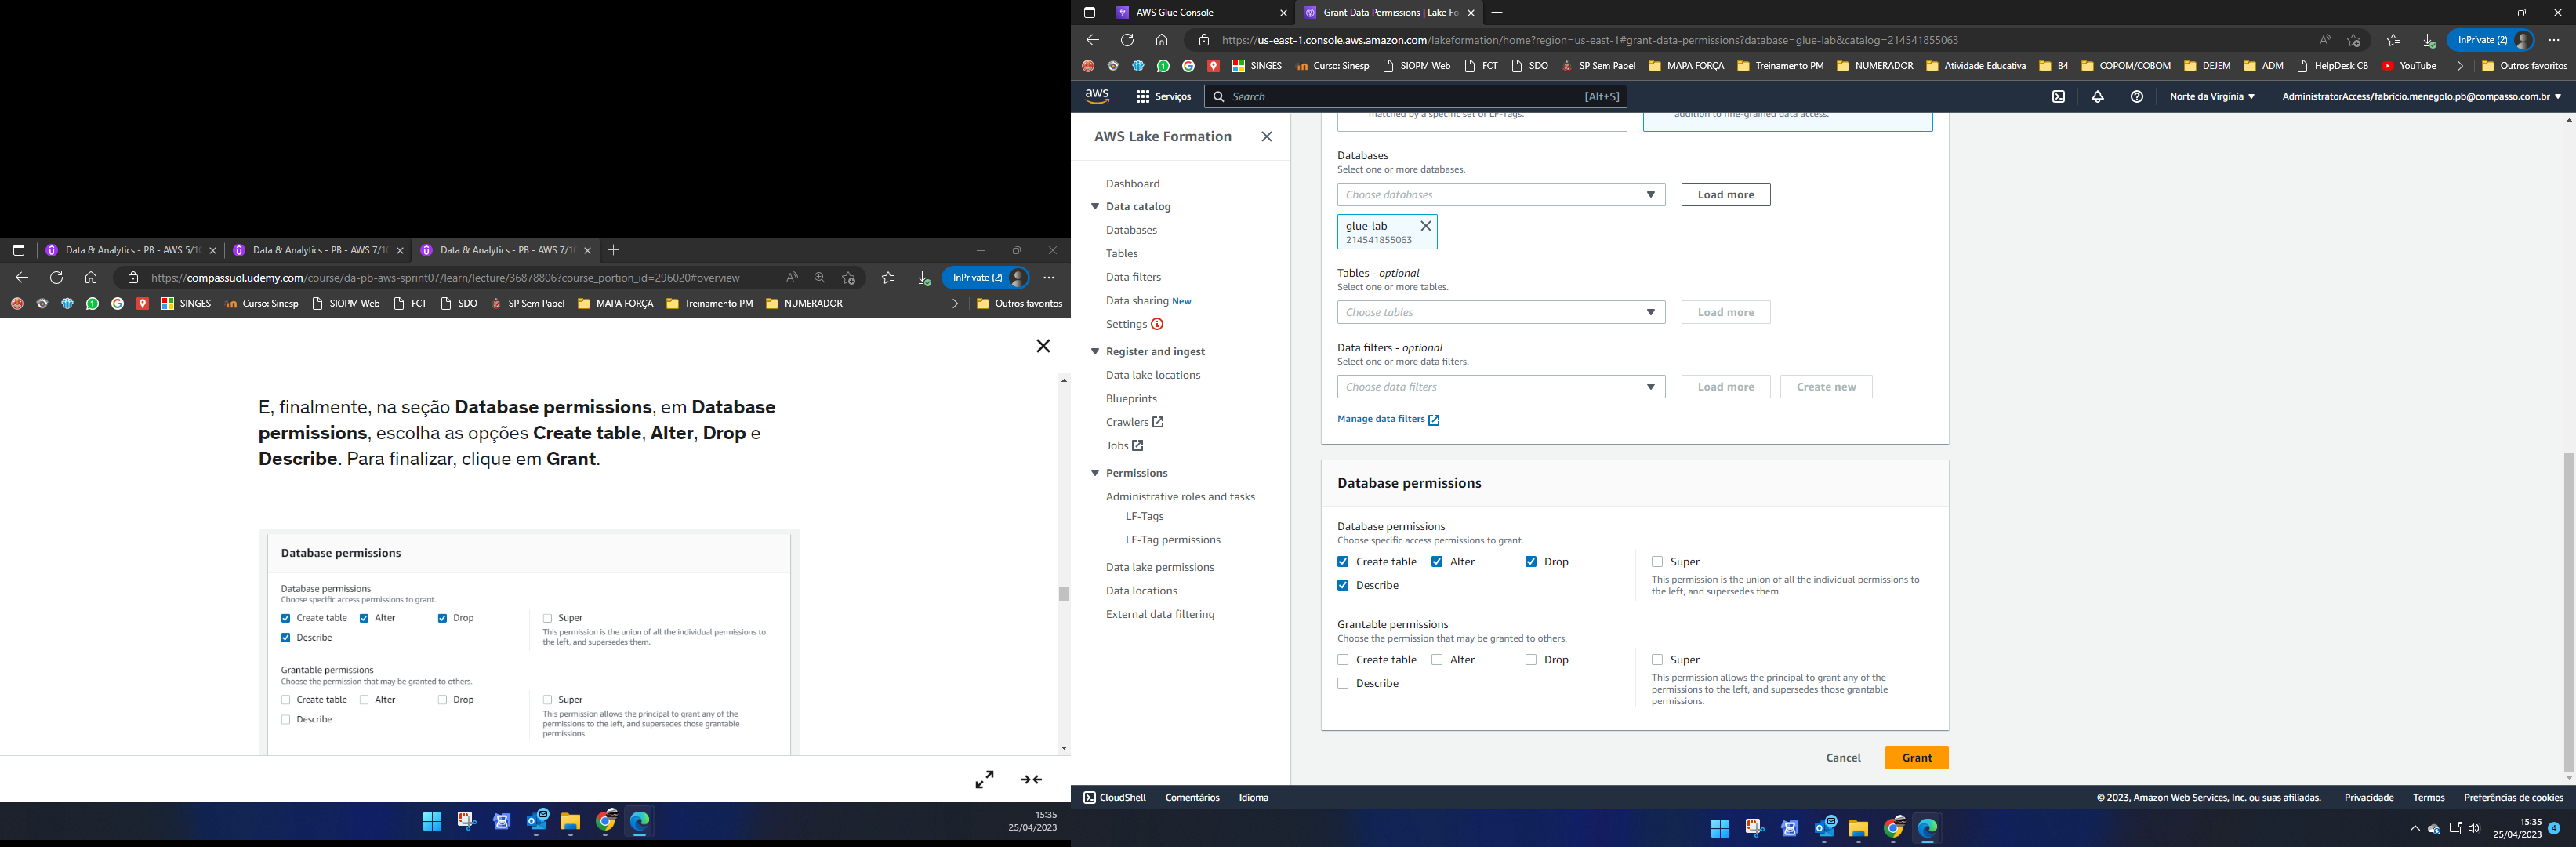 Data & Analytics - PB - AWS 5/1
Data & Analytics - PB - AWS 7/1
Data & Analytics - PB - AWS 7/1
https://compassuol.udemy.com/course/da-pb-aws-sprint07/learn/lecture/36878806?course_portion_id=296020#overview
InPrivate (2)
SINGES
Curso: Sinesp
SIOPM Web
FCT
SDO
SP Sem Papel
MAPA FORÇA
Treinamento PM
NUMERADOR
Outros favoritos
E, finalmente, na seção Database permissions, em Database
permissions, escolha as opções Create table, Alter, Drop e
Describe. Para finalizar, clique em Grant.
Database permissions
Database permissions
Choose specific access permissions to grant.
Create table
Alter
Drop
Describe
Super
This permission is the union of all the individual permissions to
the left, and supersedes them.
Grantable permissions
Choose the permission that may be granted to others.
Create table
Alter
Drop
Describe
Super
This permission allows the principal to grant any of the
permissions to the left, and supersedes those grantable
permissions.
15:35
25/04/2023
AWS Glue Console
Grant Data Permissions | Lake Fo
https://us-east-1.console.aws.amazon.com/lakeformation/home?region=us-east-1#grant-data-permissions?database=glue-lab&catalog=214541855063
InPrivate (2)
SINGES
Curso: Sinesp
SIOPM Web
FCT
SDO
SP Sem Papel
MAPA FORÇA
Treinamento PM
NUMERADOR
Atividade Educativa
B4
COPOM/COBOM
DEJEM
ADM
HelpDesk CB
YouTube
Outros favoritos
aws
Serviços
Search
[Alt+S]
Norte da Virgínia
AdministratorAccess/fabricio.menegolo.pb@compasso.com.br
AWS Lake Formation
Dashboard
Data catalog
Databases
Tables
Data filters
Data sharing New
Settings
Register and ingest
Data lake locations
Blueprints
Crawlers
Jobs
Permissions
Administrative roles and tasks
LF-Tags
LF-Tag permissions
Data lake permissions
Data locations
External data filtering
matched by a specific set of LF-Tags.
addition to fine-grained data access.
Databases
Select one or more databases.
Choose databases
Load more
glue-lab
214541855063
Tables - optional
Select one or more tables.
Choose tables
Load more
Data filters - optional
Select one or more data filters.
Choose data filters
Load more
Create new
Manage data filters
Database permissions
Database permissions
Choose specific access permissions to grant.
Create table
Alter
Drop
Describe
Super
This permission is the union of all the individual permissions to
the left, and supersedes them.
Grantable permissions
Choose the permission that may be granted to others.
Create table
Alter
Drop
Describe
Super
This permission allows the principal to grant any of the
permissions to the left, and supersedes those grantable
permissions.
Cancel
Grant
CloudShell
Comentários
Idioma
© 2023, Amazon Web Services, Inc. ou suas afiliadas.
Privacidade
Termos
Preferências de cookies
15:35
25/04/2023
4